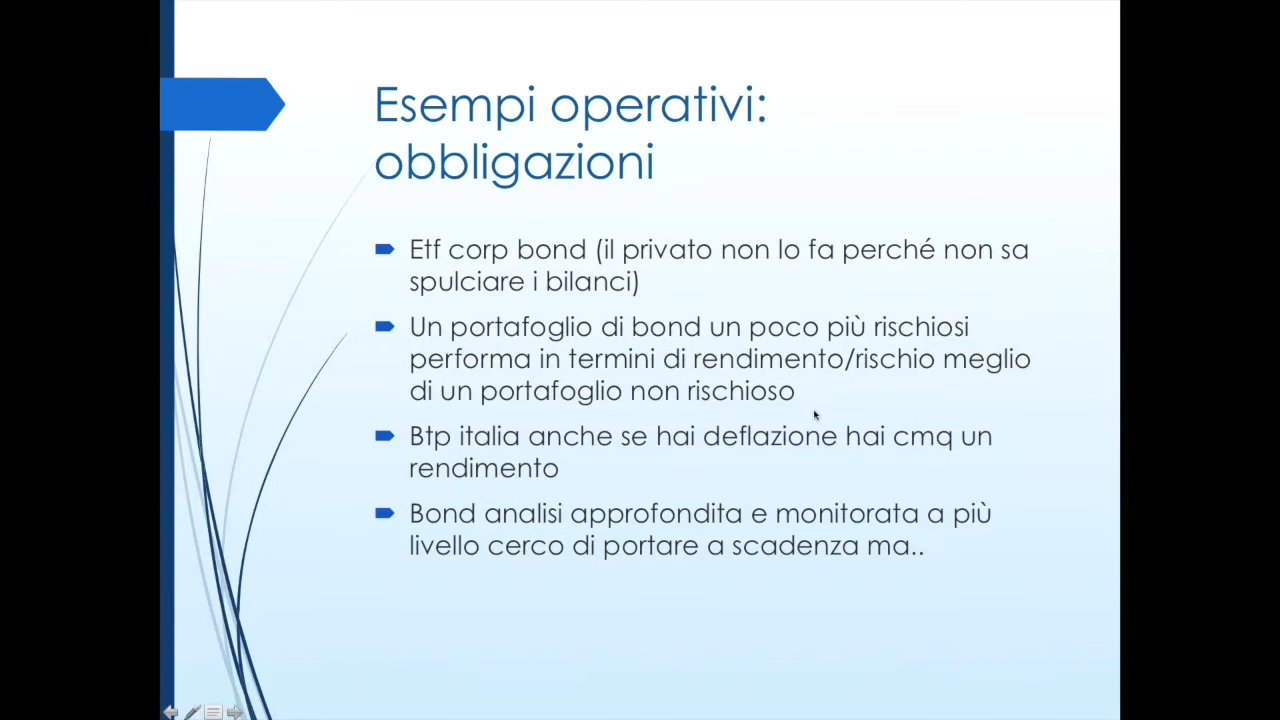 Esempi operativi:
obbligazioni
Etf corp bond (il privato non lo fa perché non sa
spulciare i bilanci)
Un portafoglio di bond un poco più rischiosi
performa in termini di rendimento/rischio meglio
di un portafoglio non rischioso
Btp italia anche se hai deflazione hai cmq un
rendimento
Bond analisi approfondita e monitorata a più
livello cerco di portare a scadenza ma..